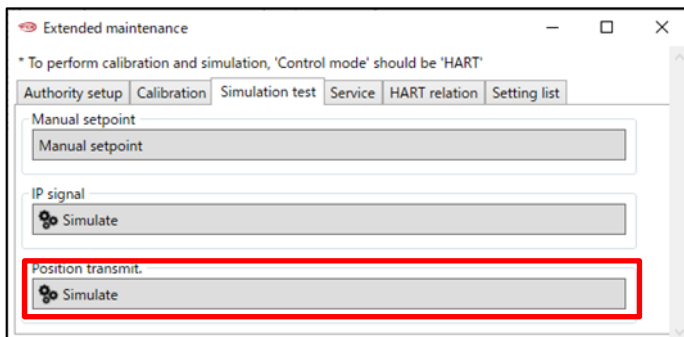 Extended maintenance
* To perform calibration and simulation, 'Control mode' should be 'HART'
Authority setup Calibration Simulation test Service HART relation Setting list
Manual setpoint
Manual setpoint
IP signal
Simulate
Position transmit.
Simulate